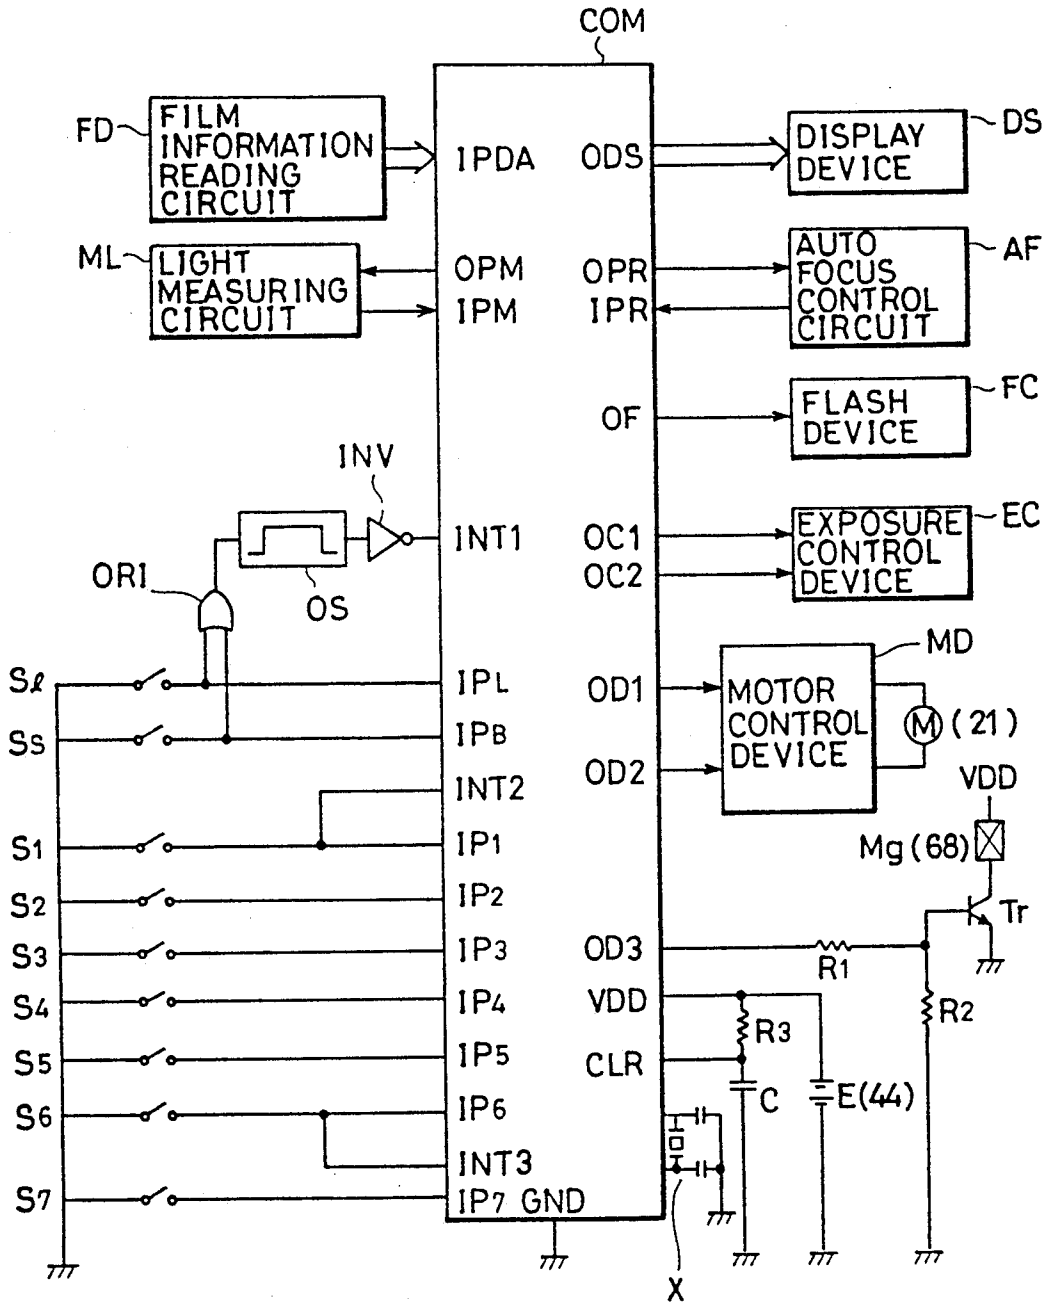 COM
FD
FILM
INFORMATION
READING
CIRCUIT
IPDA
ODS
DISPLAY
DEVICE
DS
ML
LIGHT
MEASURING
CIRCUIT
OPM
IPM
OPR
IPR
AUTO
FOCUS
CONTROL
CIRCUIT
AF
OF
FLASH
DEVICE
FC
INV
INT1
OS
ORI
OC1
OC2
EXPOSURE
CONTROL
DEVICE
EC
Sℓ
IPL
SS
IPB
INT2
S1
IP1
S2
IP2
S3
IP3
S4
IP4
S5
IP5
S6
IP6
INT3
S7
IP7
GND
OD1
OD2
MOTOR
CONTROL
DEVICE
MD
M
(21)
VDD
Mg(68)
Tr
OD3
R1
R2
VDD
R3
CLR
C
E(44)
X